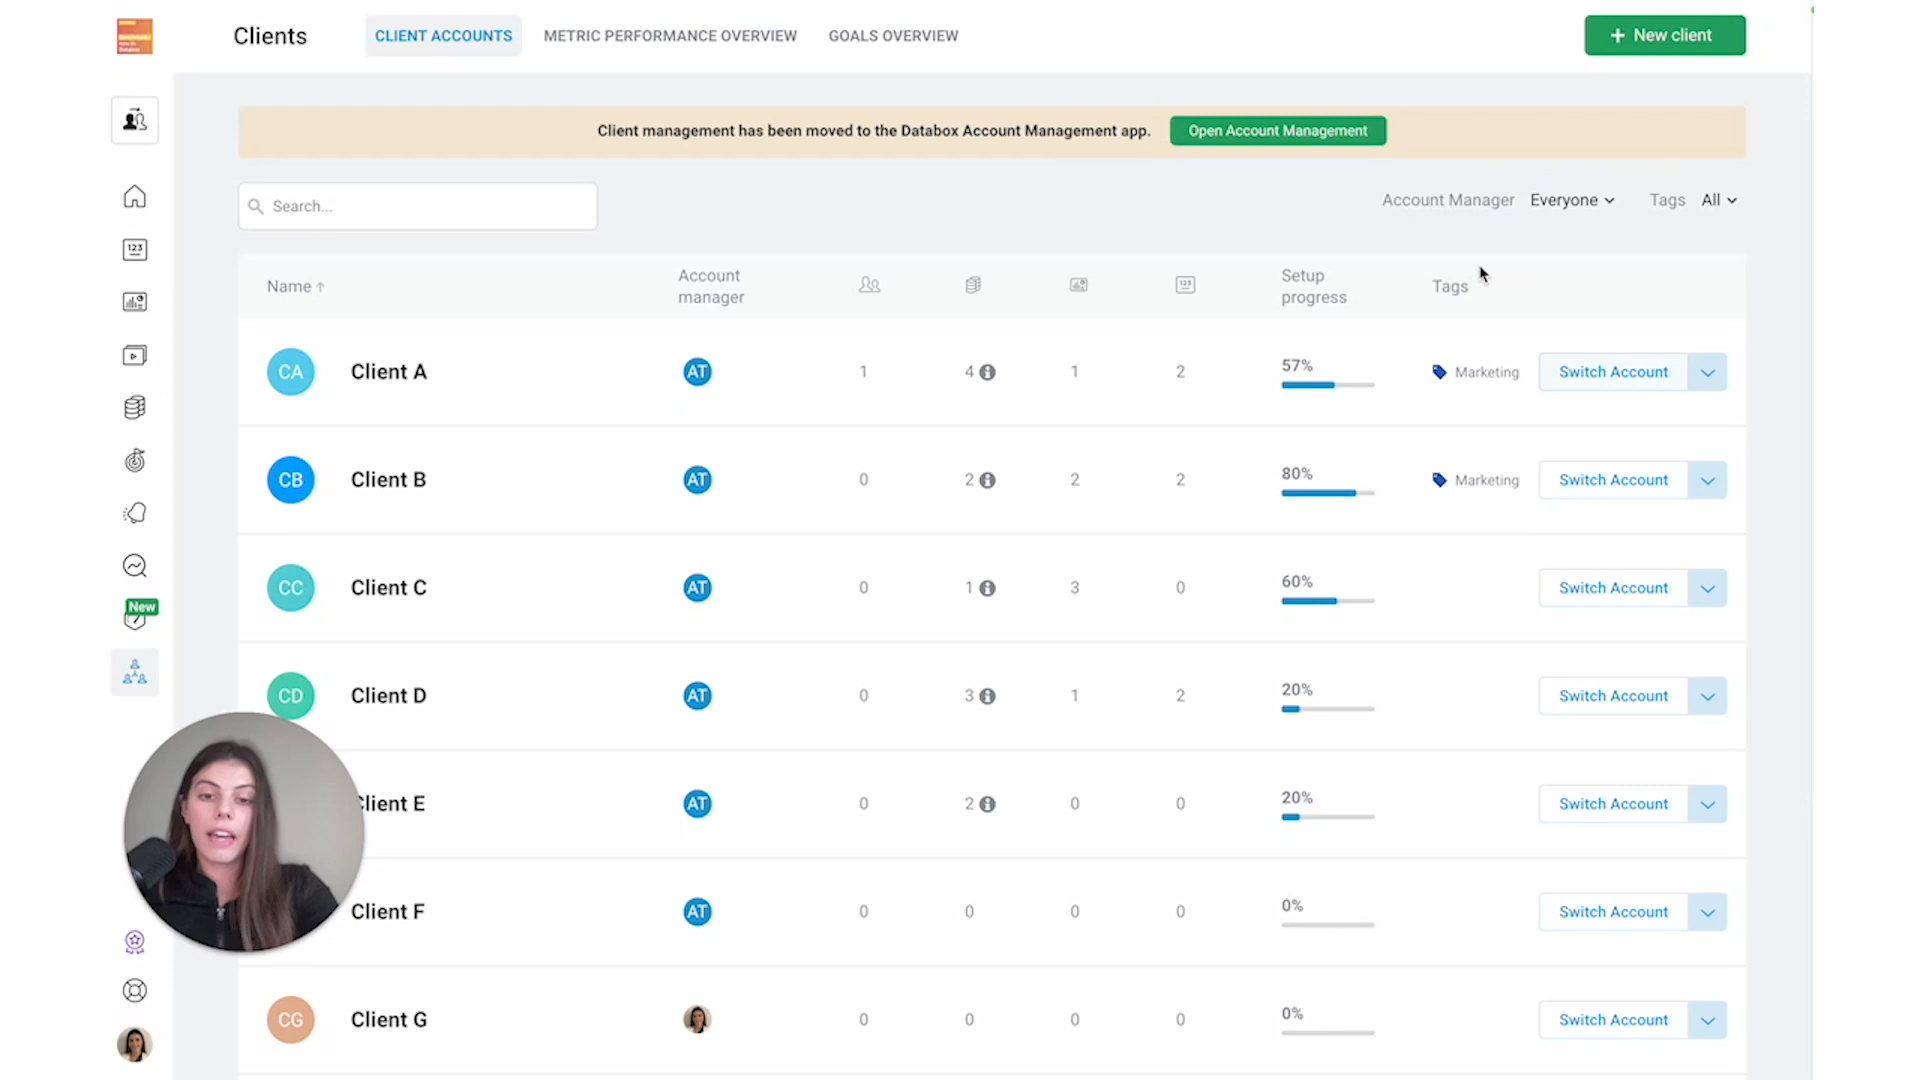 Clients
CLIENT ACCOUNTS
METRIC PERFORMANCE OVERVIEW
GOALS OVERVIEW
+ New client
Client management has been moved to the Databox Account Management app.
Open Account Management
Search...
Account Manager Everyone
Tags All
Name ↑
Account manager
123
Setup progress
Tags
CA Client A AT 1 4 1 2 57% Marketing Switch Account
CB Client B AT 0 2 2 2 80% Marketing Switch Account
CC Client C AT 0 1 3 0 60% Switch Account
CD Client D AT 0 3 1 2 20% Switch Account
Client E AT 0 2 0 0 20% Switch Account
Client F AT 0 0 0 0 0% Switch Account
CG Client G 0 0 0 0 0% Switch Account
123
New